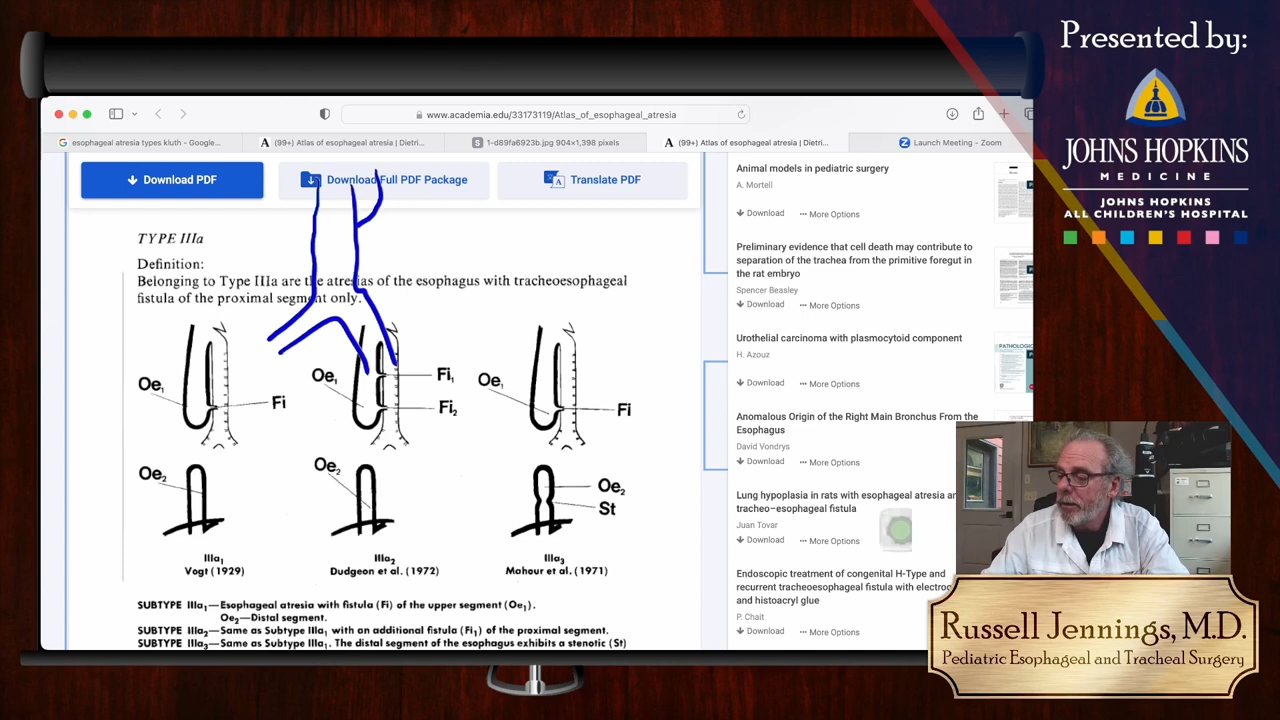 Presented by:
JOHNS HOPKINS
MEDICINE
JOHNS HOPKINS
ALL CHILDREN'S HOSPITAL
www.academia.edu/33173119/Atlas_of_esophageal_atresia
esophageal atresia types kluth - Google...
(99+) Atlas of esophageal atresia | Dietri...
1-d89fa6923b.jpg 904×1,398 pixels
(99+) Atlas of esophageal atresia | Dietri...
Launch Meeting - Zoom
Download PDF
Download Full PDF Package
Translate PDF
TYPE IIIa
Definition:
Belonging to Type IIIa are the atresias of the esophagus with tracheoesophageal
fistula of the proximal segment only.
Oe1
Fi
Oe1
Fi1
Fi2
Oe1
Fi
Oe2
Oe2
Oe2
St
IIIa1
Vogt (1929)
IIIa2
Dudgeon et al. (1972)
IIIa3
Mahour et al. (1971)
SUBTYPE IIIa1—Esophageal atresia with fistula (Fi) of the upper segment (Oe1).
Oe2—Distal segment.
SUBTYPE IIIa2—Same as Subtype IIIa1 with an additional fistula (Fi1) of the proximal segment.
SUBTYPE IIIa3—Same as Subtype IIIa1. The distal segment of the esophagus exhibits a stenotic (St)
Animal models in pediatric surgery
A. Mortell
Download ••• More Options
Preliminary evidence that cell death may contribute to
separation of the trachea from the primitive foregut in
the rat embryo
Spencer Beasley
Download ••• More Options
Urothelial carcinoma with plasmocytoid component
H. Azouz
Download ••• More Options
Anomalous Origin of the Right Main Bronchus From the
Esophagus
David Vondrys
Download ••• More Options
Lung hypoplasia in rats with esophageal atresia
tracheo-esophageal fistula
Juan Tovar
Download ••• More Options
Endoscopic treatment of congenital H-Type and
recurrent tracheoesophageal fistula with
and histoacryl glue
P. Chait
Download ••• More Options
Russell Jennings, M.D.
Pediatric Esophageal and Tracheal Surgery